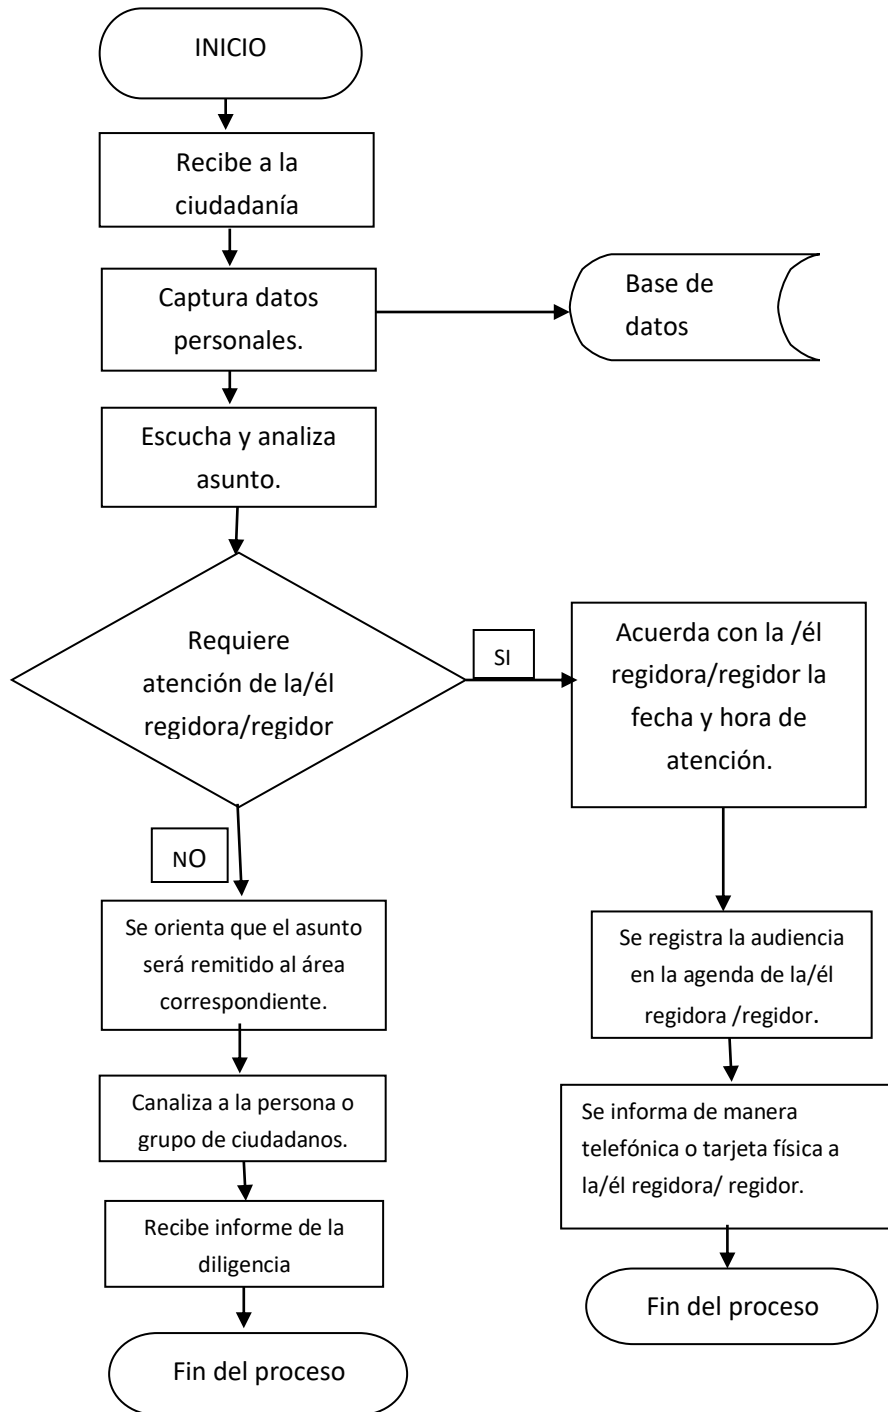 INICIO
Recibe a la
ciudadanía
Captura datos
personales.
Base de
datos
Escucha y analiza
asunto.
Requiere
atención de la/él
regidora/regidor
SI
Acuerda con la /él
regidora/regidor la
fecha y hora de
atención.
NO
Se orienta que el asunto
será remitido al área
correspondiente.
Se registra la audiencia
en la agenda de la/él
regidora /regidor.
Canaliza a la persona o
grupo de ciudadanos.
Se informa de manera
telefónica o tarjeta física a
la/él regidora/ regidor.
Recibe informe de la
diligencia
Fin del proceso
Fin del proceso